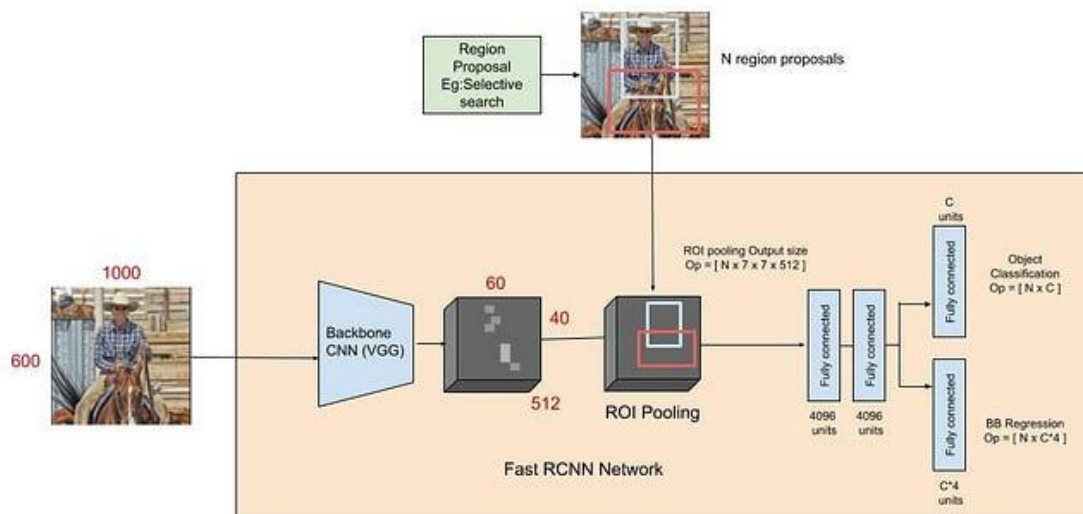 Region
Proposal
Eg:Selective
search
N region proposals
1000
600
Backbone
CNN (VGG)
60
40
512
ROI pooling Output size
Op = [ N x 7 x 7 x 512 ]
ROI Pooling
Fully connected
4096
units
Fully connected
4096
units
C
units
Fully connected
Object
Classification
Op = [ N x C ]
Fully connected
C*4
units
BB Regression
Op = [ N x C*4 ]
Fast RCNN Network